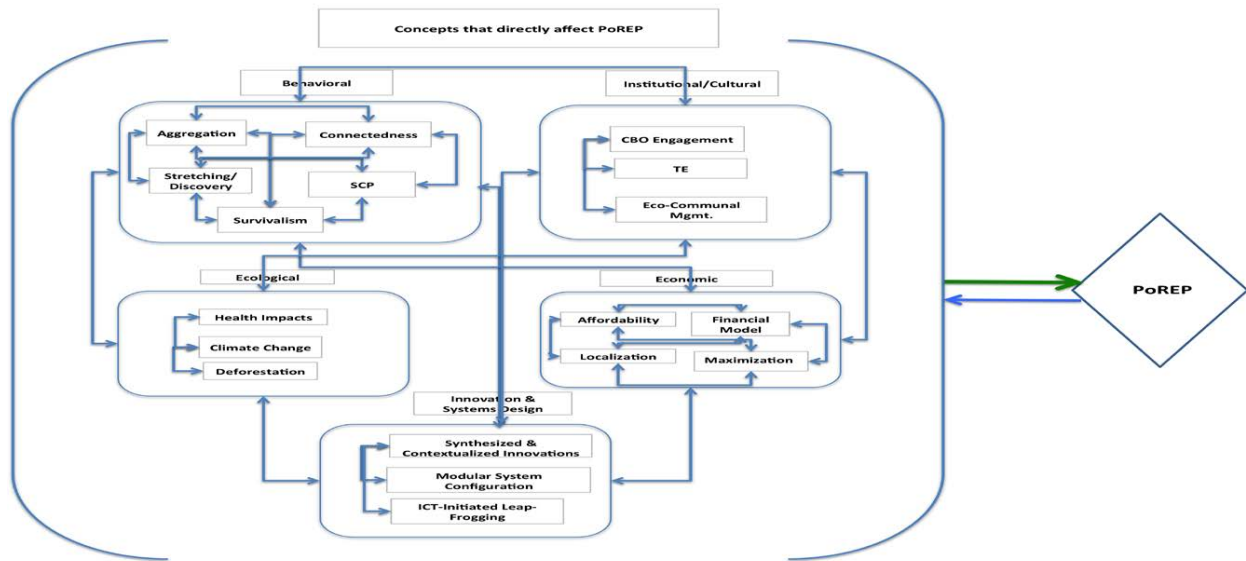 Concepts that directly affect PoREP
Behavioral
Institutional/Cultural
Aggregation
Connectedness
Stretching/
Discovery
SCP
Survivalism
CBO Engagement
TE
Eco-Communal
Mgmt.
Ecological
Economic
Health Impacts
Climate Change
Deforestation
Affordability
Financial
Model
Localization
Maximization
Innovation &
Systems Design
Synthesized &
Contextualized Innovations
Modular System
Configuration
ICT-Initiated Leap-
Frogging
PoREP